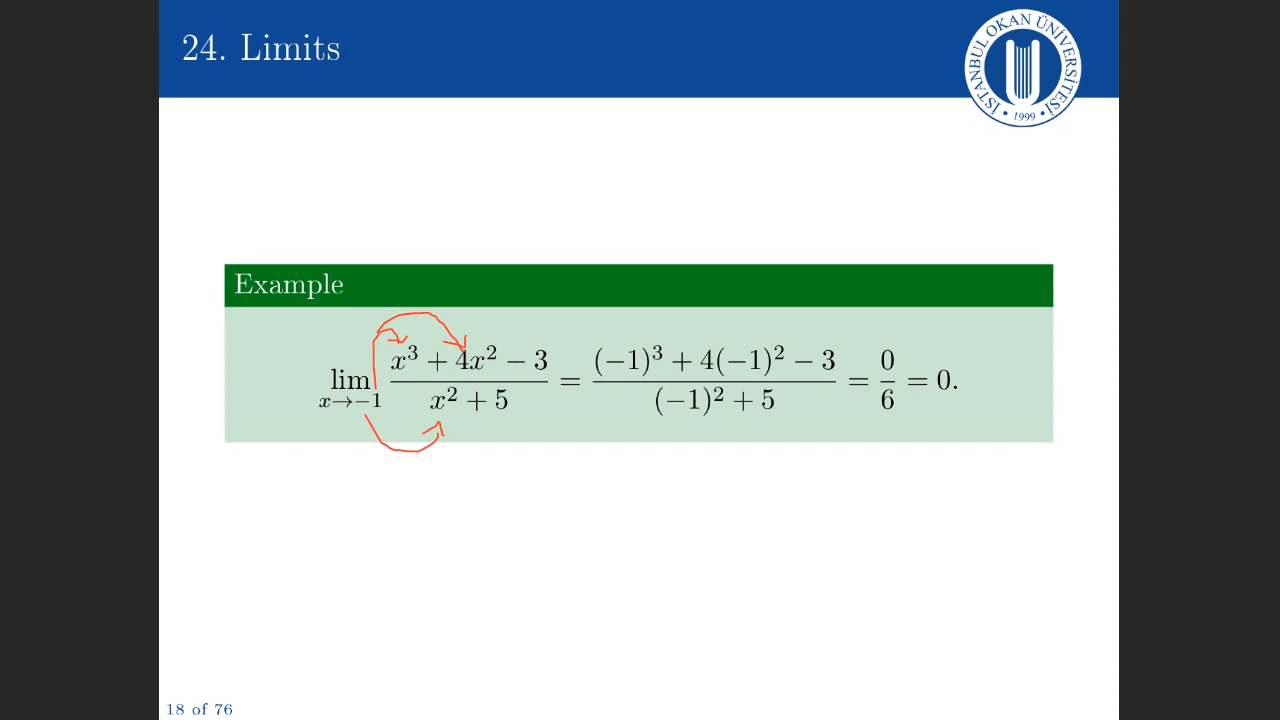 24. Limits
İSTANBUL OKAN ÜNİVERSİTESİ
• 1999 •
Example
lim x→−1 (x³ + 4x² − 3)/(x² + 5) = ((−1)³ + 4(−1)² − 3)/((−1)² + 5) = 0/6 = 0.
18 of 76